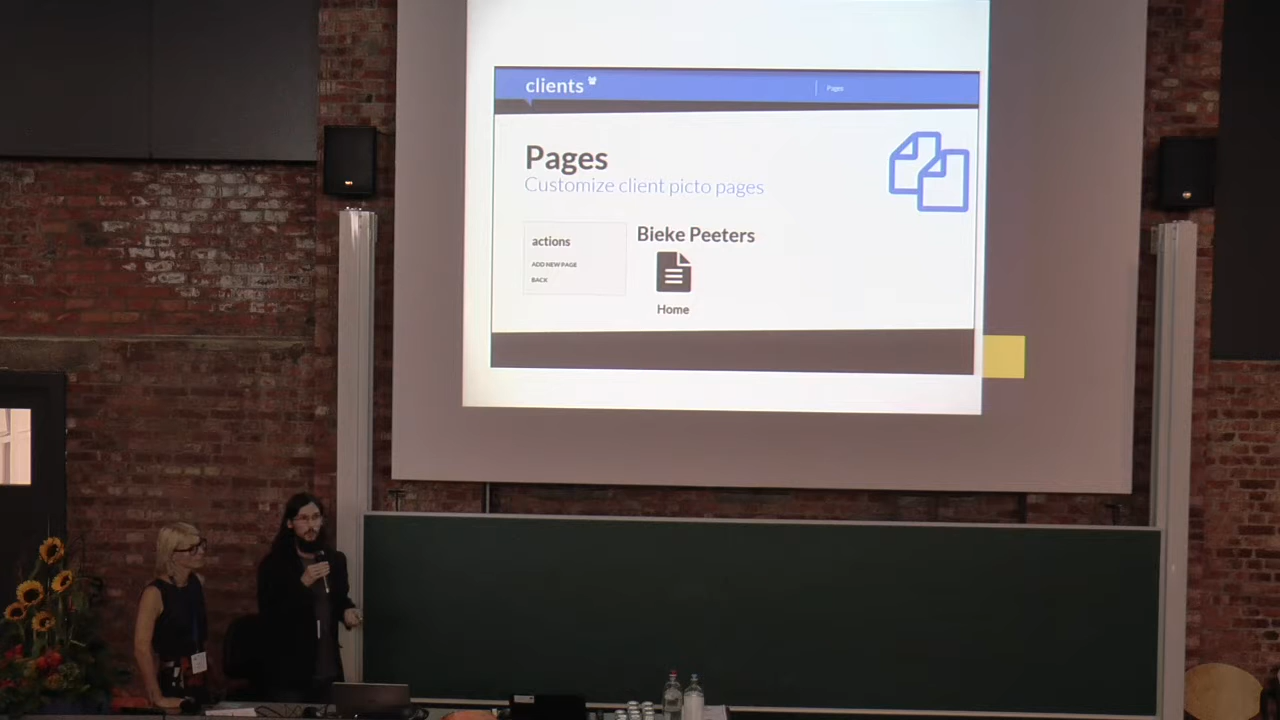 clients
Pages
Pages
Customize client picto pages
actions
ADD NEW PAGE
BACK
Bieke Peeters
Home